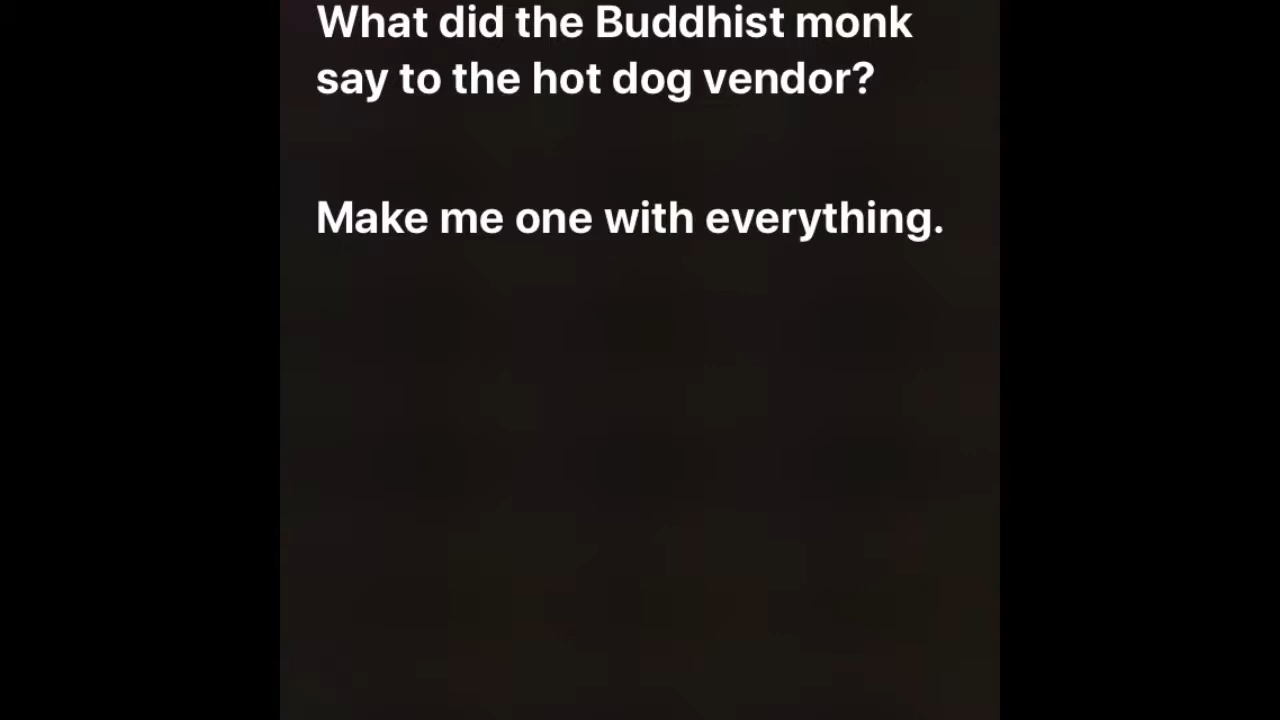 What did the Buddhist monk
say to the hot dog vendor?
Make me one with everything.